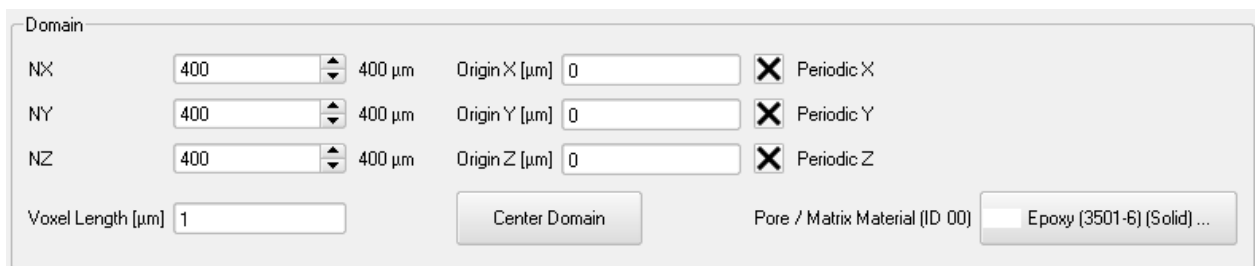 Domain
NX 400 400 µm Origin X [µm] 0 Periodic X
NY 400 400 µm Origin Y [µm] 0 Periodic Y
NZ 400 400 µm Origin Z [µm] 0 Periodic Z
Voxel Length [µm] 1 Center Domain Pore / Matrix Material (ID 00) Epoxy (3501-6) (Solid) ...